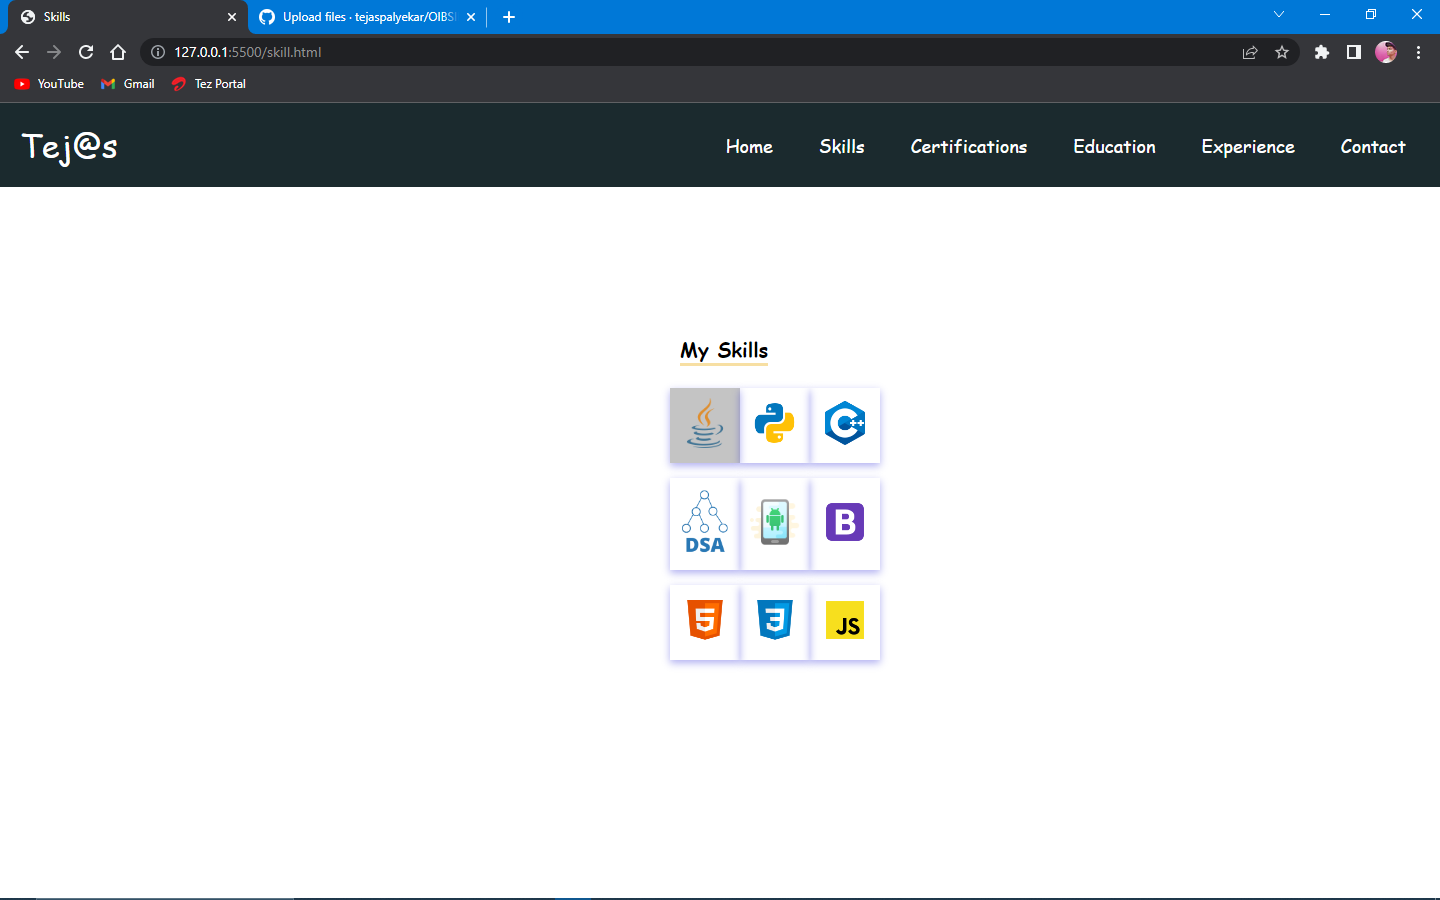 Skills
Upload files · tejaspalyekar/OIBS
127.0.0.1:5500/skill.html
YouTube Gmail Tez Portal
Tej@s
Home Skills Certifications Education Experience Contact
My Skills
C++
DSA B
5 3 JS